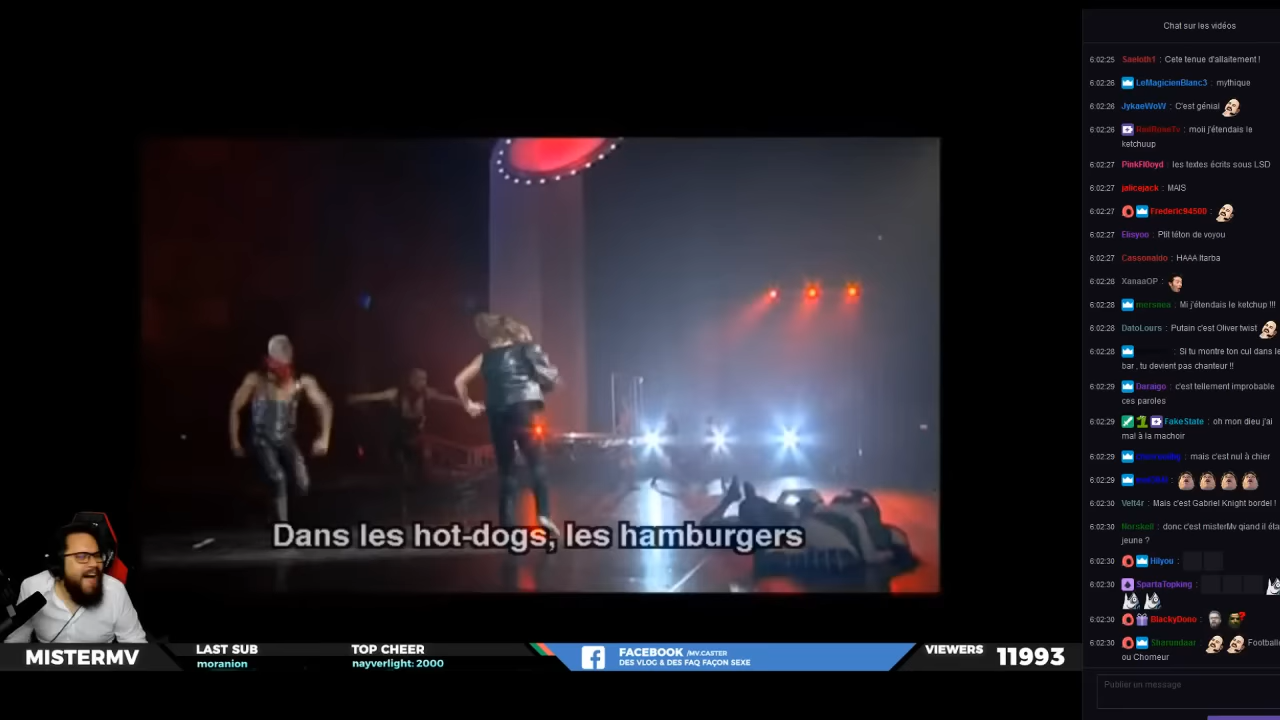 Chat sur les vidéos
6:02:25 Saeloth1 : Cete tenue d'allaitement !
6:02:26 LeMagicienBlanc3 : mythique
6:02:26 JykaeWoW : C'est génial
6:02:26 : moii j'étendais le
ketchuup
6:02:27 PinkFl0oyd : les textes écrits sous LSD
6:02:27 jalicejack : MAIS
6:02:27 Frederic94500 :
6:02:27 Elisyoo : Ptit téton de voyou
6:02:27 Cassonaldo : HAAA Itarba
6:02:28 XanaaOP :
6:02:28 mersoea : Mi j'étendais le ketchup !!!
6:02:28 DatoLours : Putain c'est Oliver twist
6:02:28 : Si tu montre ton cul dans le
bar , tu devient pas chanteur !!
6:02:29 Daraigo : c'est tellement improbable
ces paroles
6:02:29 FakeState : oh mon dieu j'ai
mal à la machoir
6:02:29 : mais c'est nul à chier
6:02:29
6:02:30 Velt4r : Mais c'est Gabriel Knight bordel !
6:02:30 Norskell : donc c'est misterMv qiand il éta
jeune ?
6:02:30 Hilyou :
6:02:30 SpartaTopking :
6:02:30 BlackyDono :
6:02:30 Sharundaar : Football
ou Chomeur
Publier un message
Dans les hot-dogs, les hamburgers
MISTERMV
LAST SUB
moranion
TOP CHEER
nayverlight: 2000
FACEBOOK /MV.CASTER
DES VLOG & DES FAQ FAÇON SEXE
VIEWERS 11993